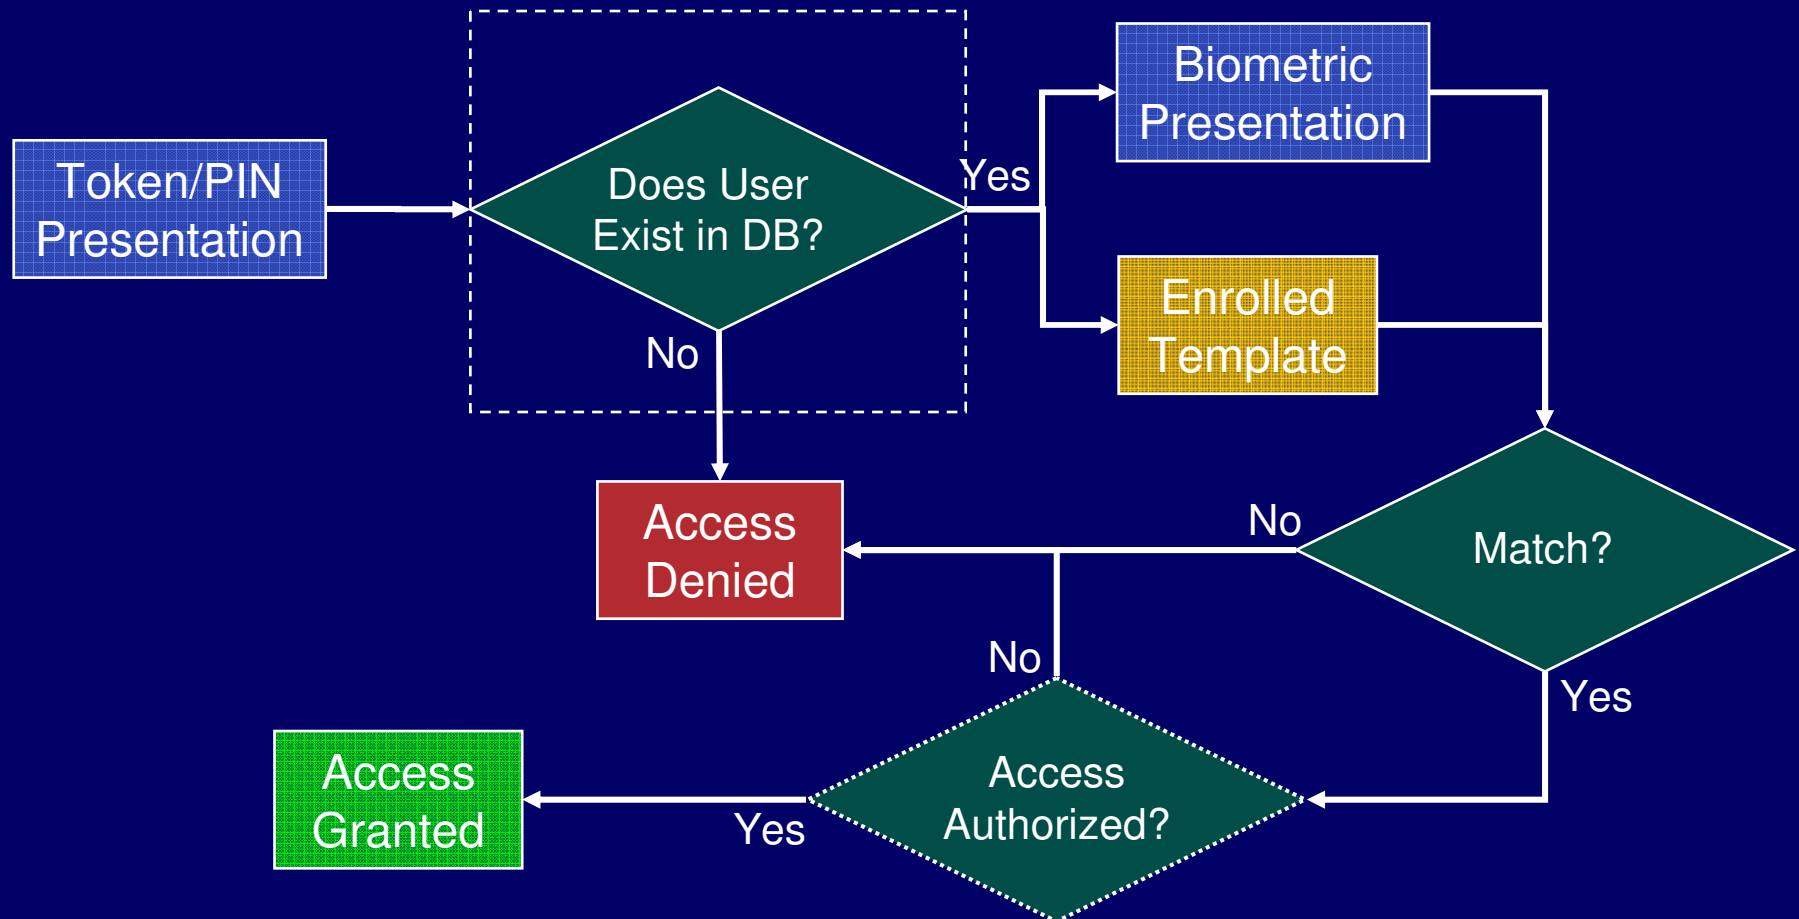 Token/PIN
Presentation
Does User
Exist in DB?
Yes
No
Biometric
Presentation
Enrolled
Template
Access
Denied
No
Match?
Yes
No
Access
Authorized?
Yes
Access
Granted